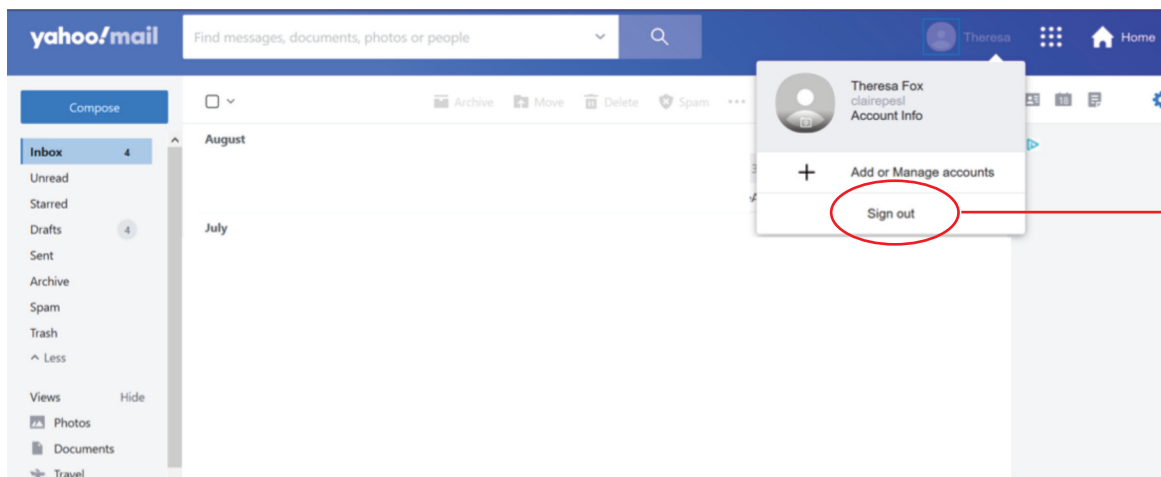 yahoo!mail
Find messages, documents, photos or people
Theresa
Home
Compose
Archive Move Delete Spam
Theresa Fox
clairepesl
Account Info
18
August
Inbox 4
Unread
Starred
Drafts 4
Sent
Archive
Spam
Trash
Less
Add or Manage accounts
Sign out
July
Views Hide
Photos
Documents
Travel